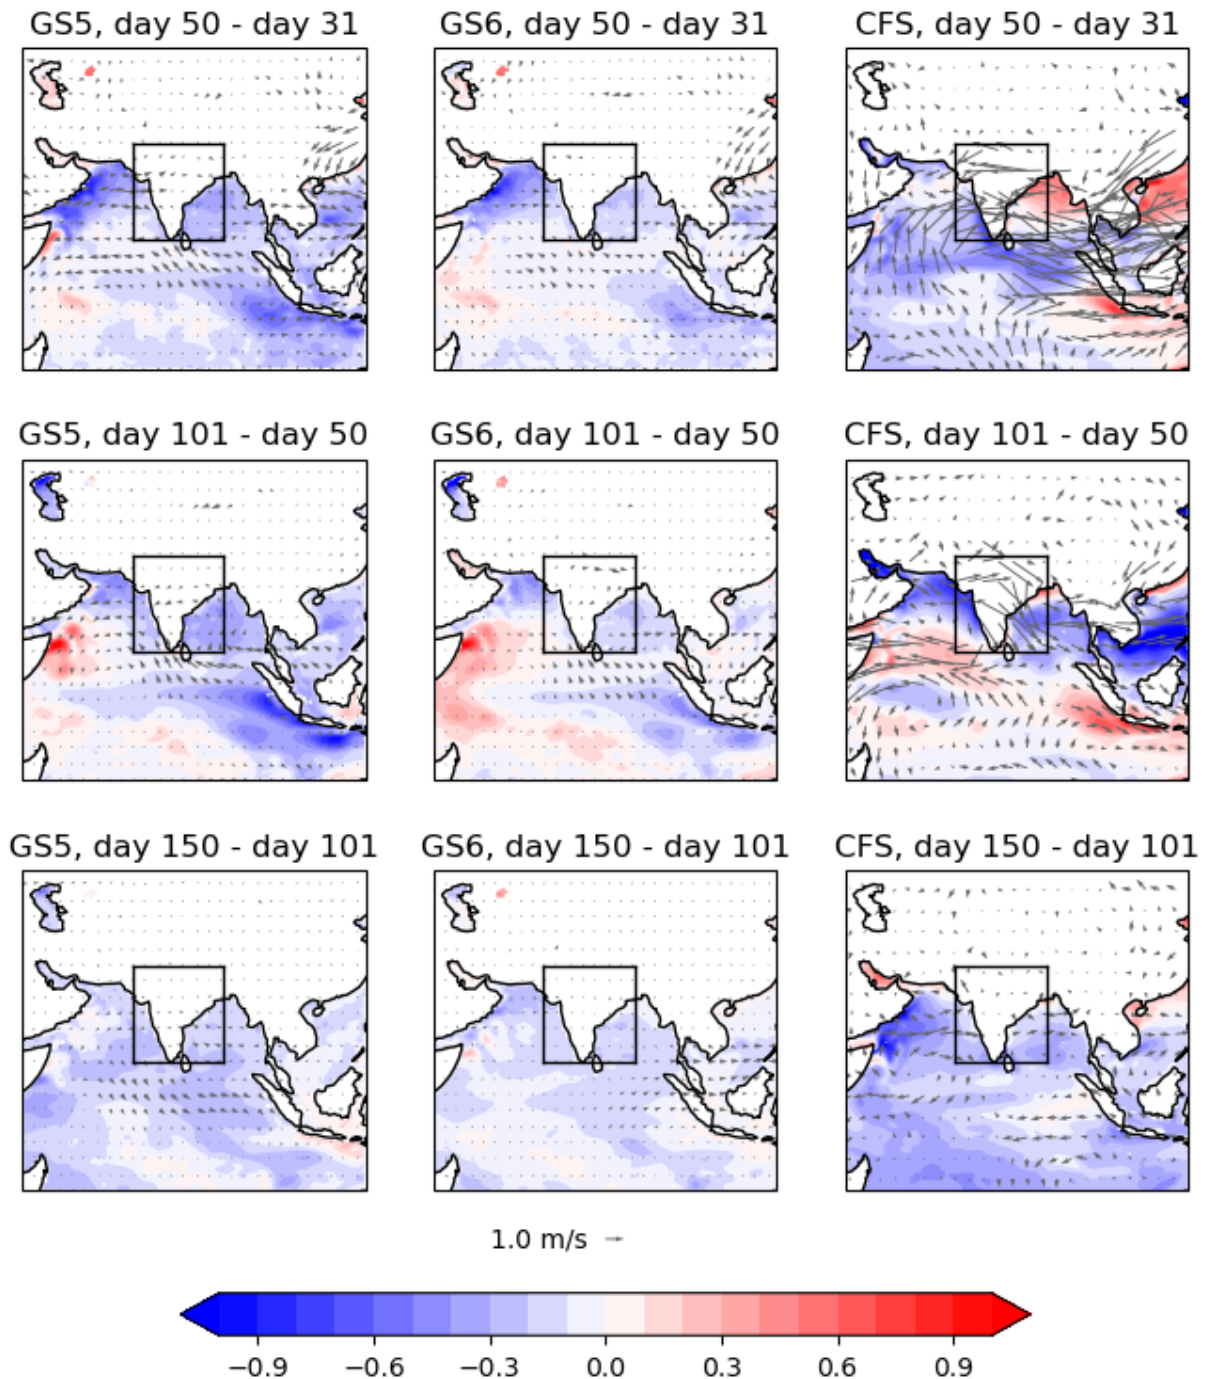 GS5, day 50 - day 31
GS6, day 50 - day 31
CFS, day 50 - day 31
GS5, day 101 - day 50
GS6, day 101 - day 50
CFS, day 101 - day 50
GS5, day 150 - day 101
GS6, day 150 - day 101
CFS, day 150 - day 101
1.0 m/s
−0.9 −0.6 −0.3 0.0 0.3 0.6 0.9